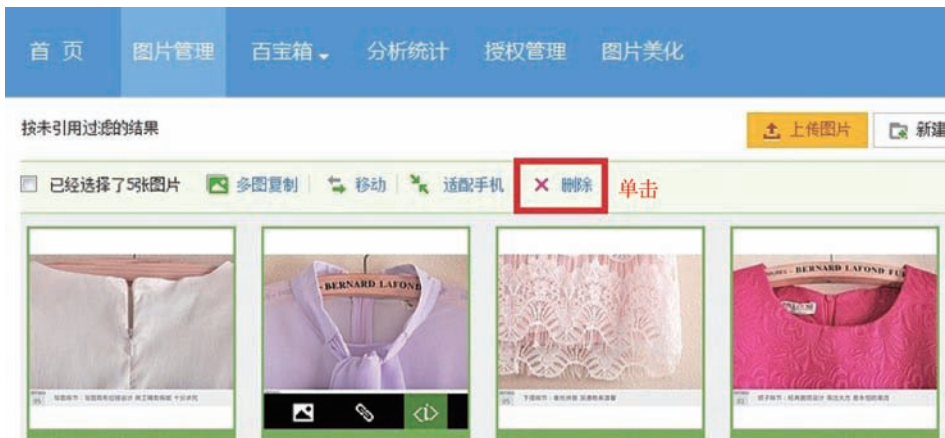 首 页 图片管理 百宝箱 分析统计 授权管理 图片美化
按未引用过滤的结果 上传图片 新建
已经选择了5张图片 多图复制 移动 适配手机 删除 单击
BERNARD LAFOND BERNARD LAFOND FU